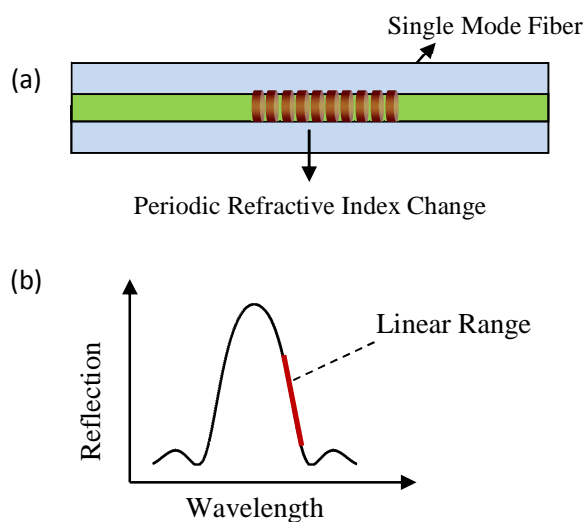 Single Mode Fiber
(a)
Periodic Refractive Index Change
(b)
Linear Range
Reflection
Wavelength